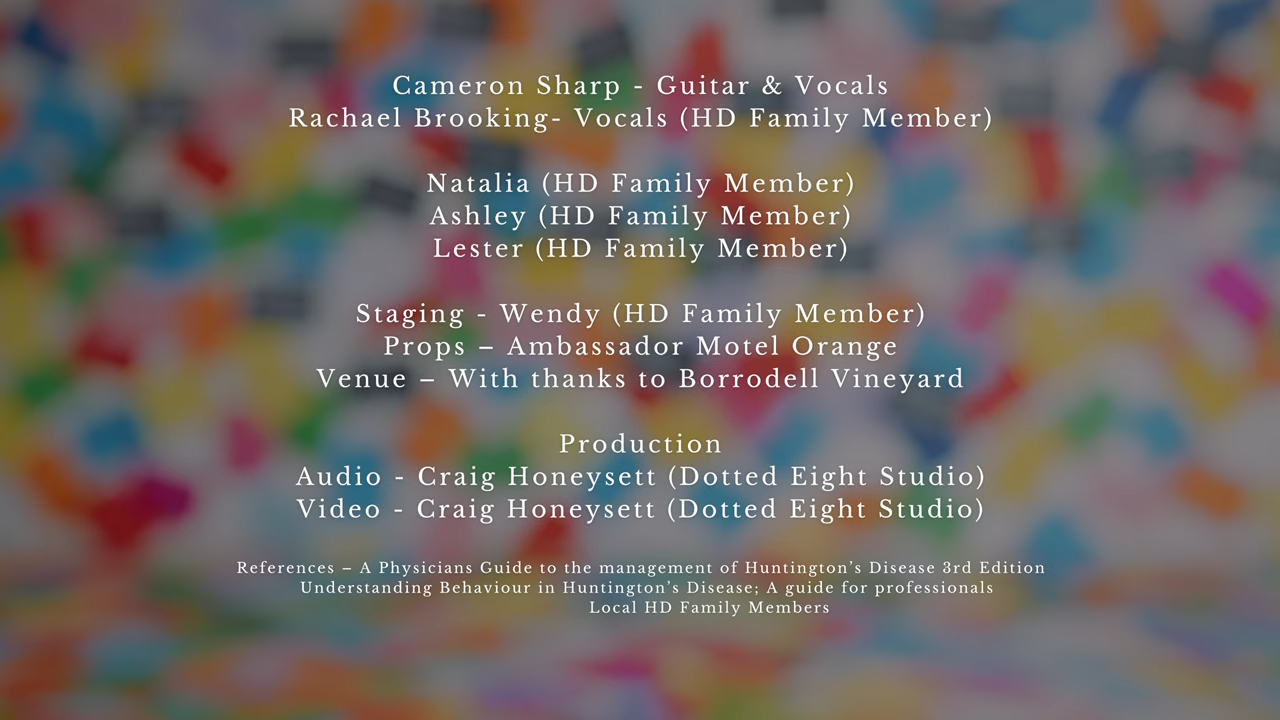 Cameron Sharp - Guitar & Vocals
Rachael Brooking- Vocals (HD Family Member)
Natalia (HD Family Member)
Ashley (HD Family Member)
Lester (HD Family Member)
Staging - Wendy (HD Family Member)
Props – Ambassador Motel Orange
Venue – With thanks to Borrodell Vineyard
Production
Audio - Craig Honeysett (Dotted Eight Studio)
Video - Craig Honeysett (Dotted Eight Studio)
References – A Physicians Guide to the management of Huntington’s Disease 3rd Edition
Understanding Behaviour in Huntington’s Disease; A guide for professionals
Local HD Family Members